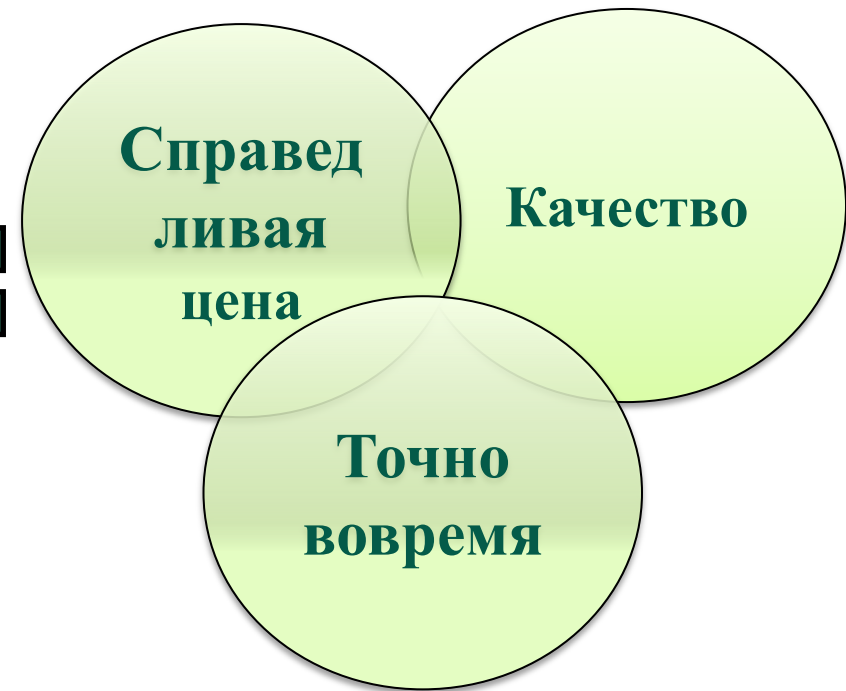 Справед
ливая
цена
Качество
Точно
вовремя